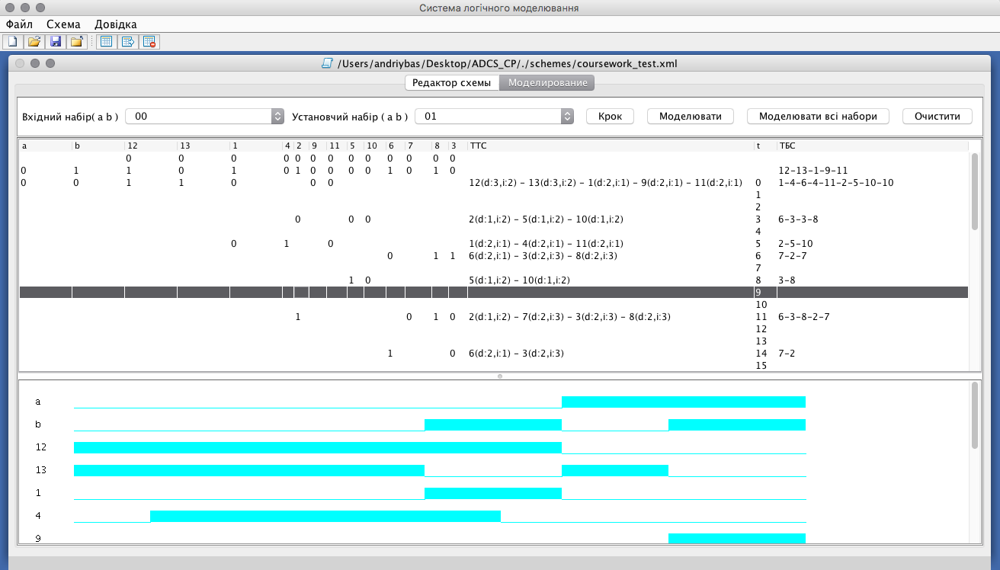 Система логічного моделювання
Файл Схема Довідка
/Users/andriybas/Desktop/ADCS_CP/./schemes/coursework_test.xml
Редактор схемы Моделирование
Вхідний набір( a b ) 00 Установчий набір ( a b ) 01 Крок Моделювати Моделювати всі набори Очистити
a b 12 13 1 4 2 9 11 5 10 6 7 8 3 ТТС t ТБС
0 0 0 0 0 0 0 0 0 0 0 0 0
0 1 1 0 1 0 1 0 0 0 0 1 0 1 0 12-13-1-9-11
0 0 1 1 0 0 0 12(d:3,i:2) - 13(d:3,i:2) - 1(d:2,i:1) - 9(d:2,i:1) - 11(d:2,i:1) 0 1-4-6-4-11-2-5-10-10
1
2
0 0 0 2(d:1,i:2) - 5(d:1,i:2) - 10(d:1,i:2) 3 6-3-3-8
4
0 1 0 1(d:2,i:1) - 4(d:2,i:1) - 11(d:2,i:1) 5 2-5-10
0 1 1 6(d:2,i:1) - 3(d:2,i:3) - 8(d:2,i:3) 6 7-2-7
7
1 0 5(d:1,i:2) - 10(d:1,i:2) 8 3-8
9
10
1 0 1 0 2(d:1,i:2) - 7(d:2,i:3) - 3(d:2,i:3) - 8(d:2,i:3) 11 6-3-8-2-7
12
13
1 0 6(d:2,i:1) - 3(d:2,i:3) 14 7-2
15
a
b
12
13
1
4
9